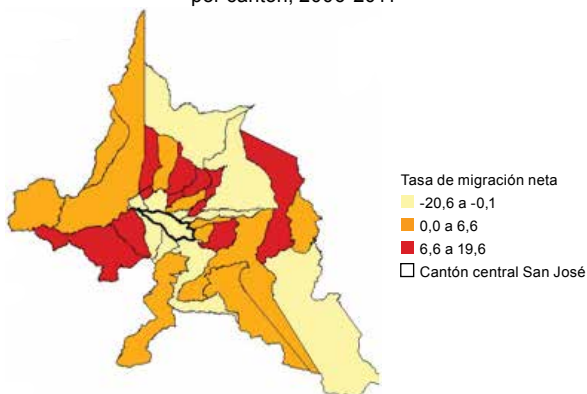 por cantón, 2000-2011
Tasa de migración neta
-20,6 a -0,1
0,0 a 6,6
6,6 a 19,6
Cantón central San José